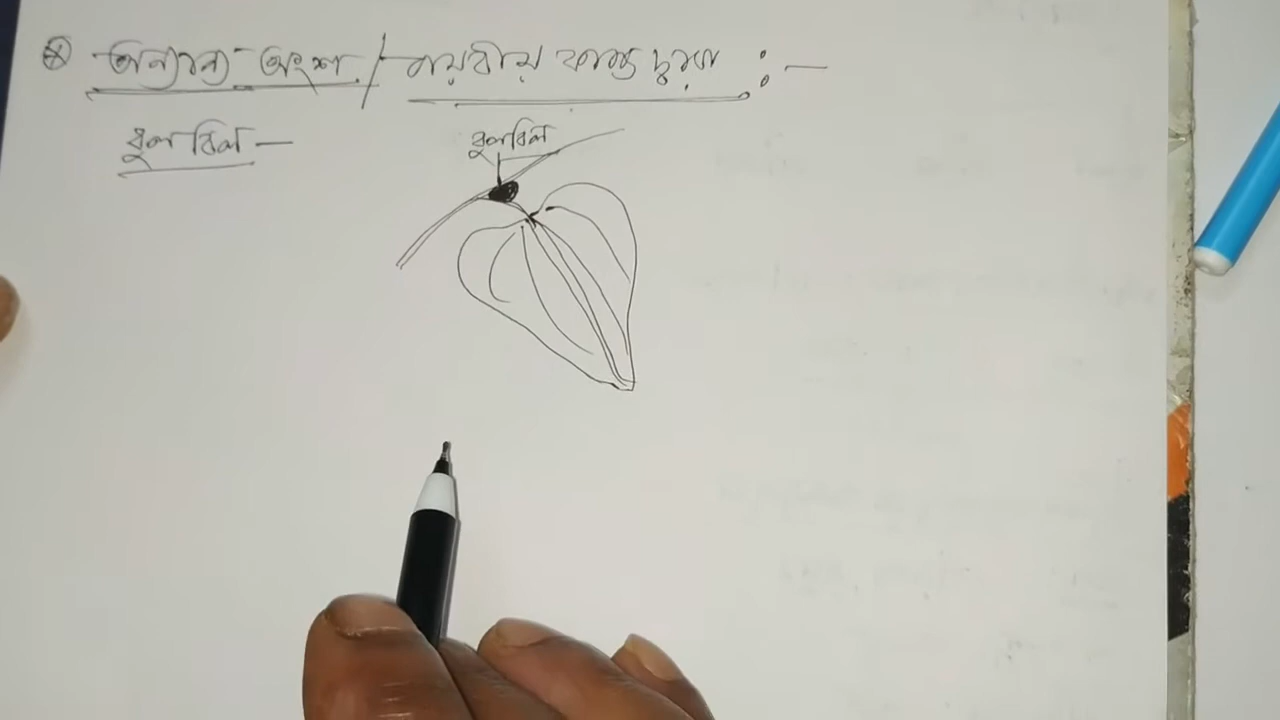 অন্যান্য অংশ / বায়বীয় কান্ড দ্বারা :—
বুলবিল —
বুলবিল